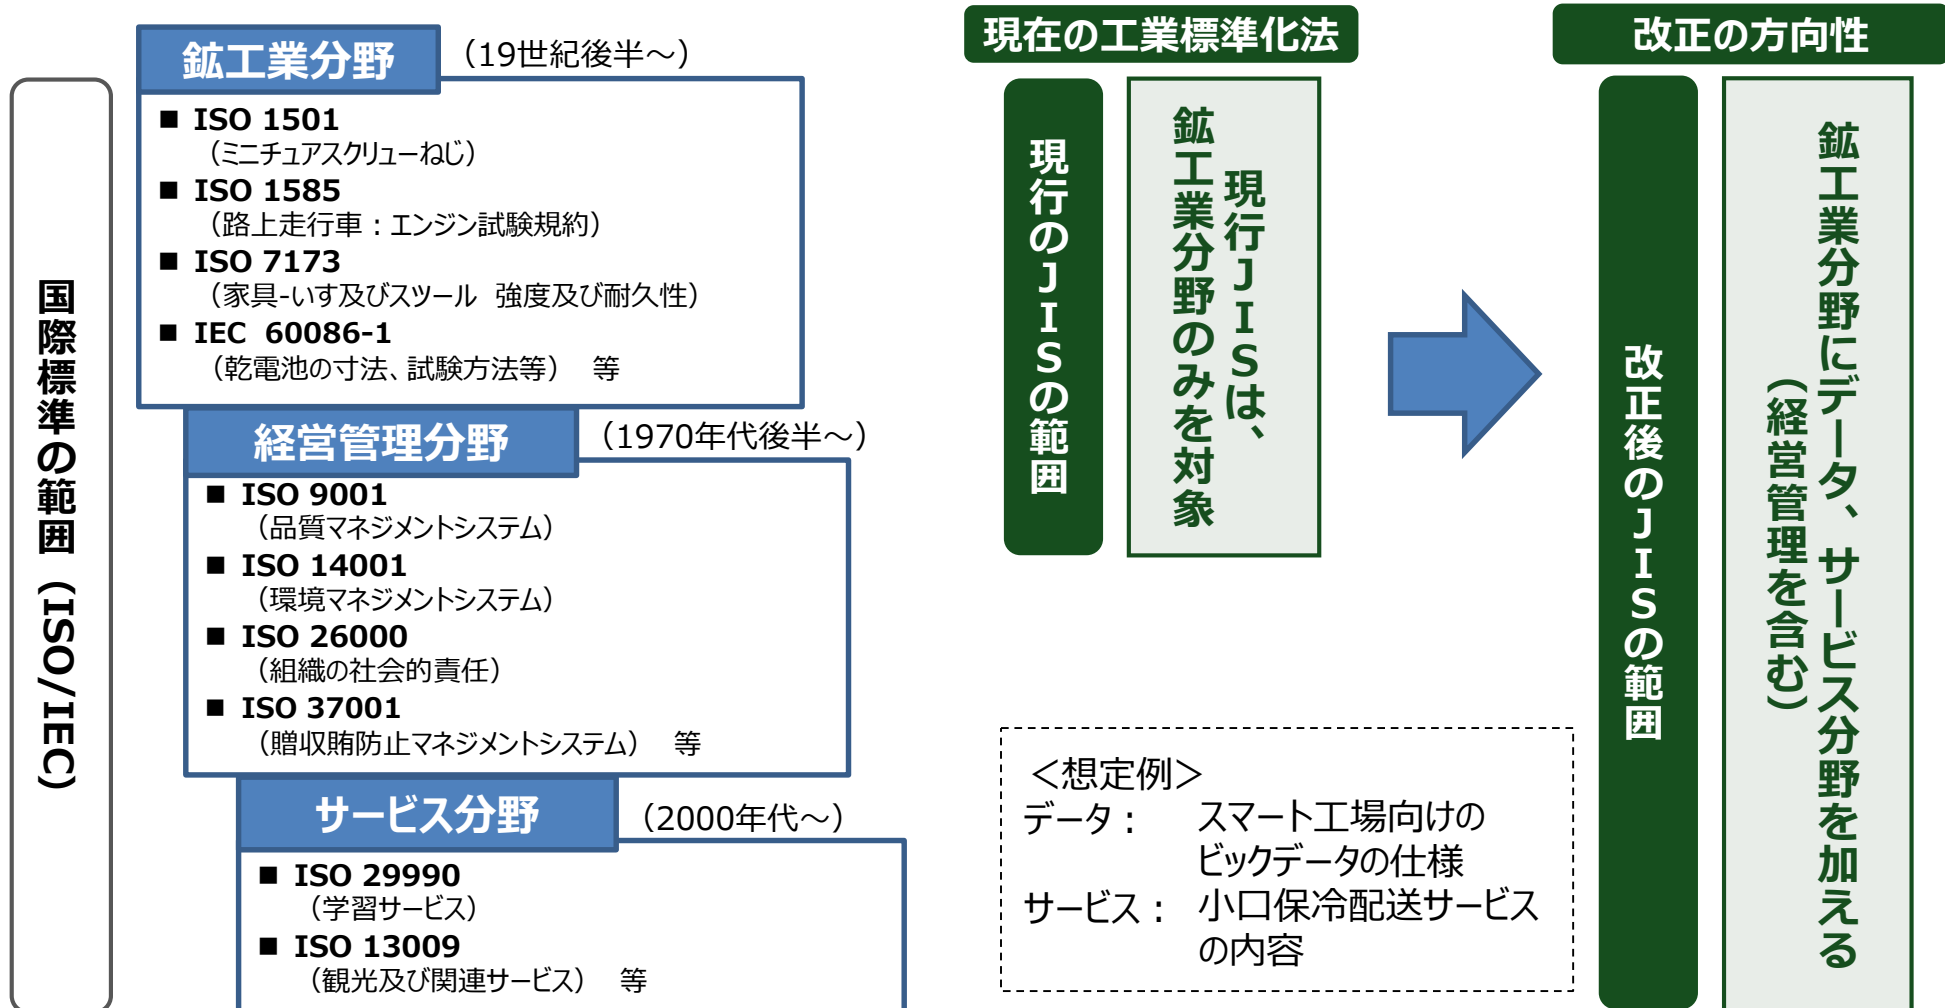 国際標準の範囲（ISO/IEC）
鉱工業分野
（19世紀後半～）
■ ISO 1501
（ミニチュアスクリューねじ）
■ ISO 1585
（路上走行車：エンジン試験規約）
■ ISO 7173
（家具-いす及びスツール 強度及び耐久性）
■ IEC 60086-1
（乾電池の寸法、試験方法等） 等
経営管理分野
（1970年代後半～）
■ ISO 9001
（品質マネジメントシステム）
■ ISO 14001
（環境マネジメントシステム）
■ ISO 26000
（組織の社会的責任）
■ ISO 37001
（贈収賄防止マネジメントシステム） 等
サービス分野
（2000年代～）
■ ISO 29990
（学習サービス）
■ ISO 13009
（観光及び関連サービス） 等
現在の工業標準化法
現行のＪＩＳの範囲
現行ＪＩＳは、
鉱工業分野のみを対象
＜想定例＞
データ： スマート工場向けの
ビックデータの仕様
サービス： 小口保冷配送サービス
の内容
改正の方向性
改正後のＪＩＳの範囲
鉱工業分野にデータ、サービス分野を加える
（経営管理を含む）